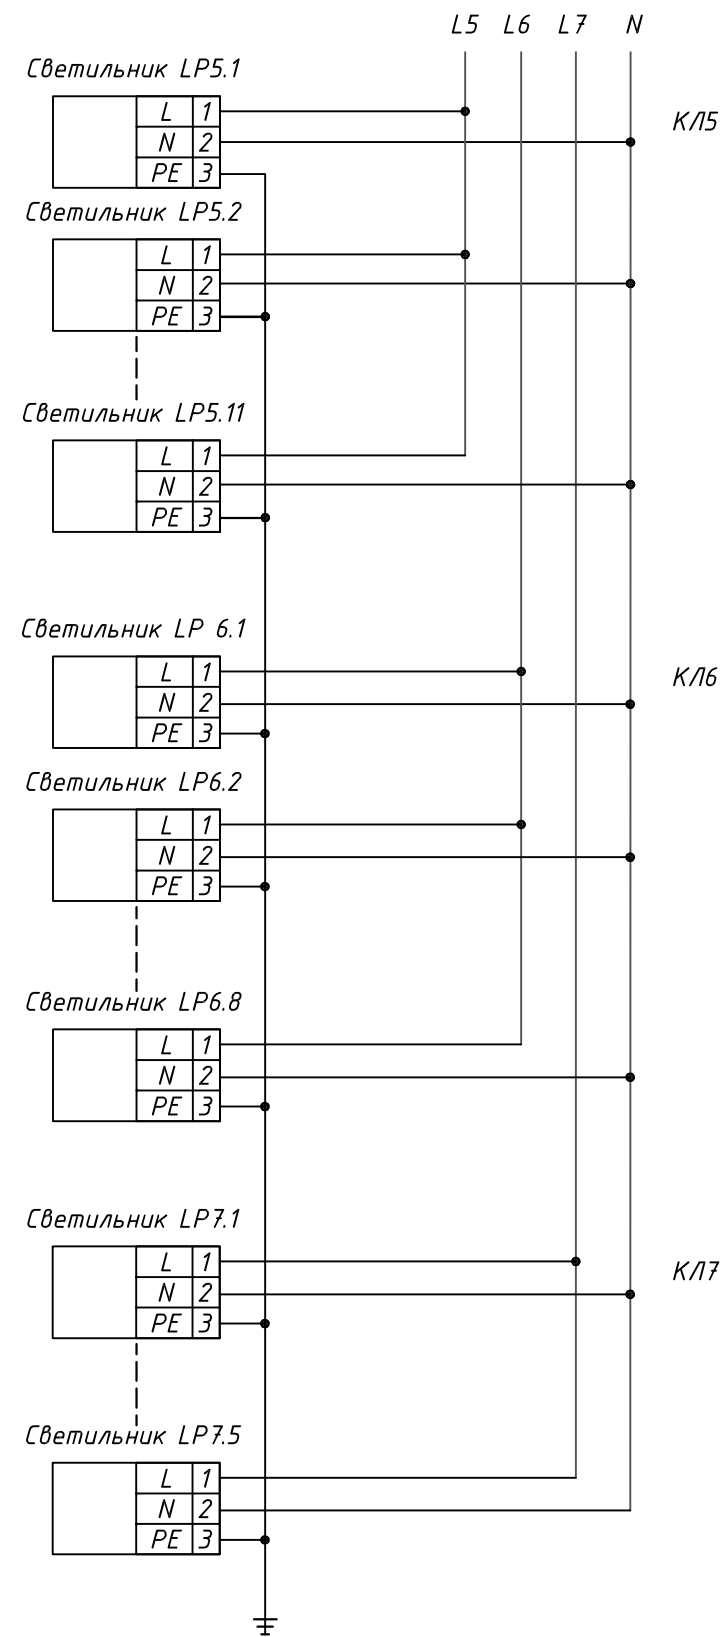 L5 L6 L7 N
Светильник LP5.1
L 1
КЛ5
N 2
PE 3
Светильник LP5.2
L 1
N 2
PE 3
Светильник LP5.11
L 1
N 2
PE 3
Светильник LP 6.1
L 1
КЛ6
N 2
PE 3
Светильник LP6.2
L 1
N 2
PE 3
Светильник LP6.8
L 1
N 2
PE 3
Светильник LP7.1
L 1
КЛ7
N 2
PE 3
Светильник LP7.5
L 1
N 2
PE 3